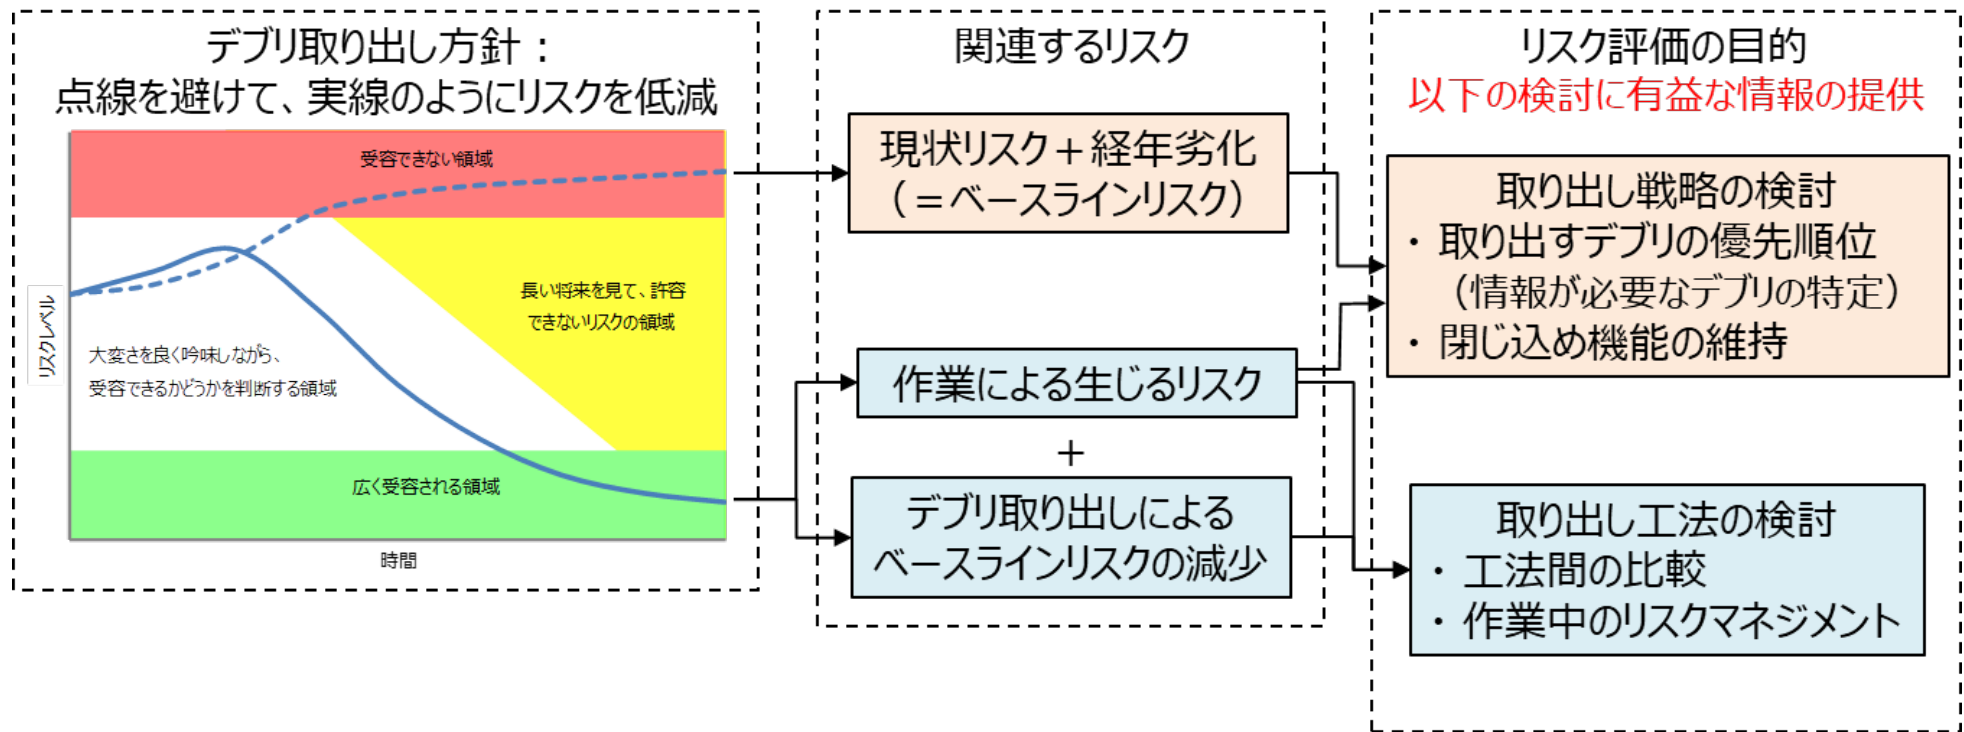 デブリ取り出し方針：
点線を避けて、実線のようにリスクを低減
受容できない領域
長い将来を見て、許容
できないリスクの領域
大変さを良く吟味しながら、
受容できるかどうかを判断する領域
広く受容される領域
リスクレベル
時間
関連するリスク
現状リスク＋経年劣化
（＝ベースラインリスク）
作業による生じるリスク
＋
デブリ取り出しによる
ベースラインリスクの減少
リスク評価の目的
以下の検討に有益な情報の提供
取り出し戦略の検討
・取り出すデブリの優先順位
（情報が必要なデブリの特定）
・閉じ込め機能の維持
取り出し工法の検討
・工法間の比較
・作業中のリスクマネジメント